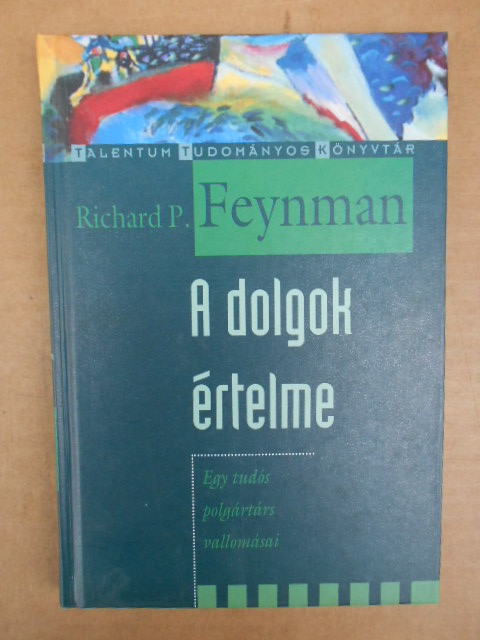 TALENTUM TUDOMÁNYOS KÖNYVTÁR
Richard P. Feynman
A dolgok
értelme
Egy tudós
polgártárs
vallomásai